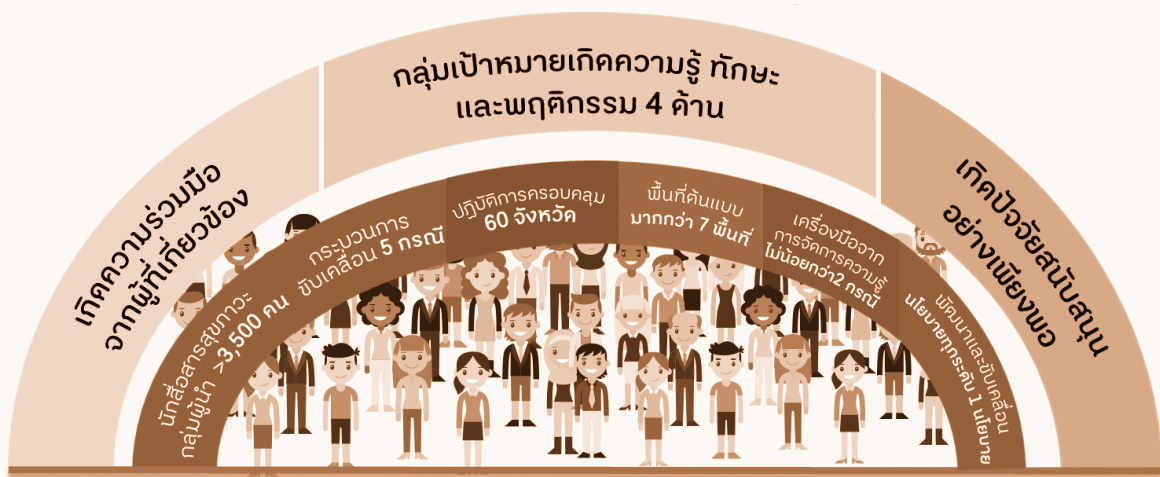 เกิดความร่วมมือ
จากผู้ที่เกี่ยวข้อง
กลุ่มเป้าหมายเกิดความรู้ ทักษะ
และพฤติกรรม 4 ด้าน
เกิดปัจจัยสนับสนุน
อย่างเพียงพอ
นักสื่อสารสุขภาวะ
กลุ่มผู้นำ >3,500 คน
กระบวนการ
ขับเคลื่อน 5 กรณี
ปฏิบัติการครอบคลุม
60 จังหวัด
พื้นที่ต้นแบบ
มากกว่า 7 พื้นที่
เครื่องมือจาก
การจัดการความรู้
ไม่น้อยกว่า2 กรณี
พัฒนาและขับเคลื่อน
นโยบายทุกระดับ 1 นโยบาย